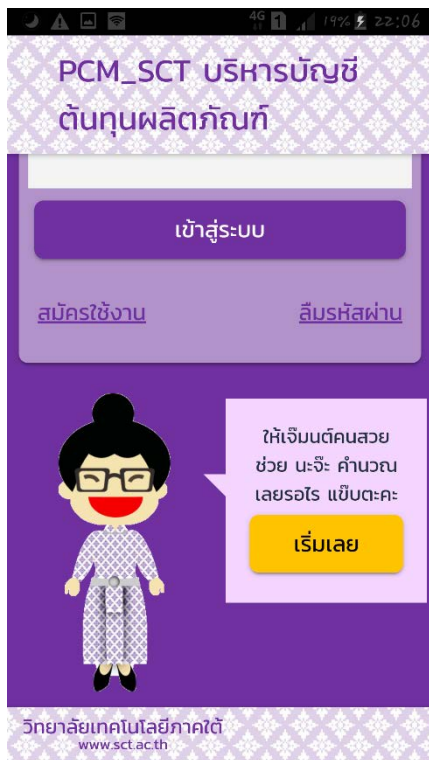 4G 1 19% 22:06
PCM_SCT บริหารบัญชี
ต้นทุนผลิตภัณฑ์
เข้าสู่ระบบ
สมัครใช้งาน ลืมรหัสผ่าน
ให้เจ๊มนต์คนสวย
ช่วย นะจ๊ะ คำนวณ
เลยรอไร แข๊บตะคะ
เริ่มเลย
วิทยาลัยเทคโนโลยีภาคใต้
www.sct.ac.th